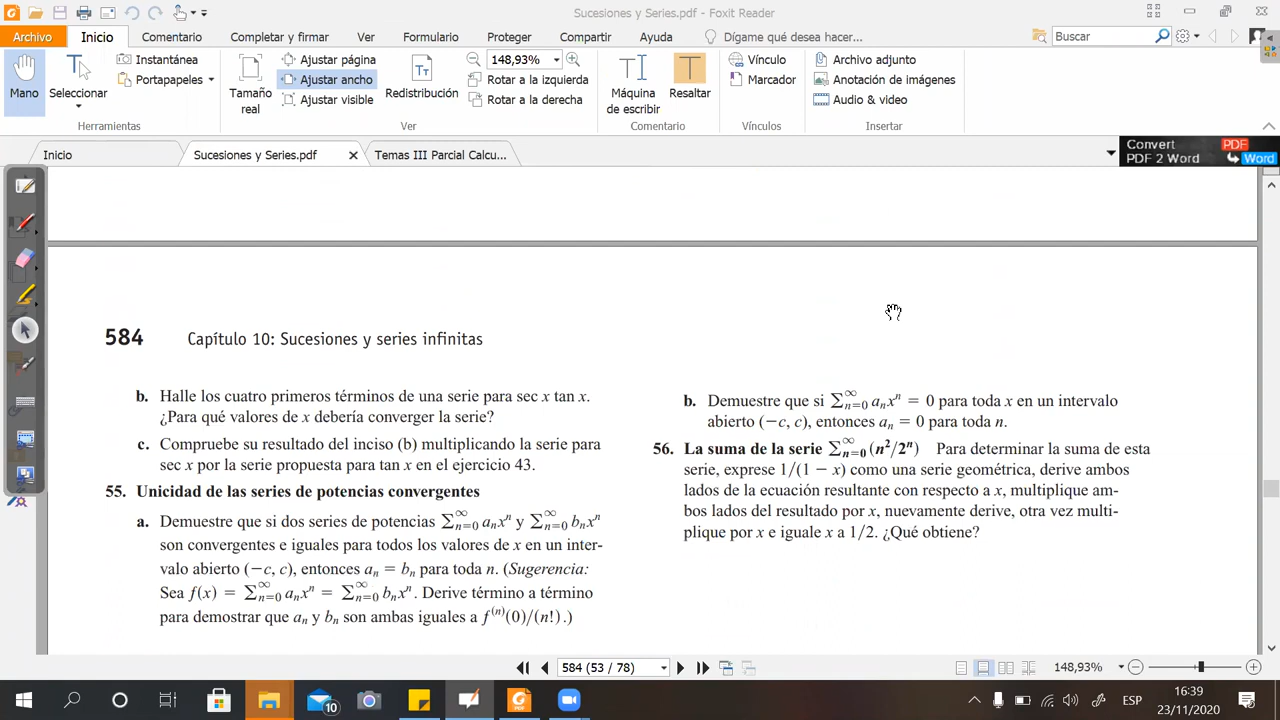 Sucesiones y Series.pdf - Foxit Reader
Archivo Inicio Comentario Completar y firmar Ver Formulario Proteger Compartir Ayuda Dígame qué desea hacer... Buscar
Mano
Seleccionar
Instantánea
Portapapeles
Herramientas
Tamaño real
Ajustar página
Ajustar ancho
Ajustar visible
Redistribución
148,93%
Rotar a la izquierda
Rotar a la derecha
Ver
Máquina de escribir
Resaltar
Comentario
Vínculo
Marcador
Vínculos
Archivo adjunto
Anotación de imágenes
Audio & video
Insertar
Inicio Sucesiones y Series.pdf Temas III Parcial Calcu...
Convert PDF
PDF 2 Word Word
584 Capítulo 10: Sucesiones y series infinitas
b. Halle los cuatro primeros términos de una serie para sec x tan x.
¿Para qué valores de x debería converger la serie?
c. Compruebe su resultado del inciso (b) multiplicando la serie para
sec x por la serie propuesta para tan x en el ejercicio 43.
55. Unicidad de las series de potencias convergentes
a. Demuestre que si dos series de potencias ∑_{n=0}^{∞} aₙxⁿ y ∑_{n=0}^{∞} bₙxⁿ
son convergentes e iguales para todos los valores de x en un inter-
valo abierto (−c, c), entonces aₙ = bₙ para toda n. (Sugerencia:
Sea f(x) = ∑_{n=0}^{∞} aₙxⁿ = ∑_{n=0}^{∞} bₙxⁿ. Derive término a término
para demostrar que aₙ y bₙ son ambas iguales a f⁽ⁿ⁾(0)/(n!).)
b. Demuestre que si ∑_{n=0}^{∞} aₙxⁿ = 0 para toda x en un intervalo
abierto (−c, c), entonces aₙ = 0 para toda n.
56. La suma de la serie ∑_{n=0}^{∞} (n²/2ⁿ) Para determinar la suma de esta
serie, exprese 1/(1 − x) como una serie geométrica, derive ambos
lados de la ecuación resultante con respecto a x, multiplique am-
bos lados del resultado por x, nuevamente derive, otra vez multi-
plique por x e iguale x a 1/2. ¿Qué obtiene?
584 (53 / 78)
148,93%
10
ESP
16:39
23/11/2020